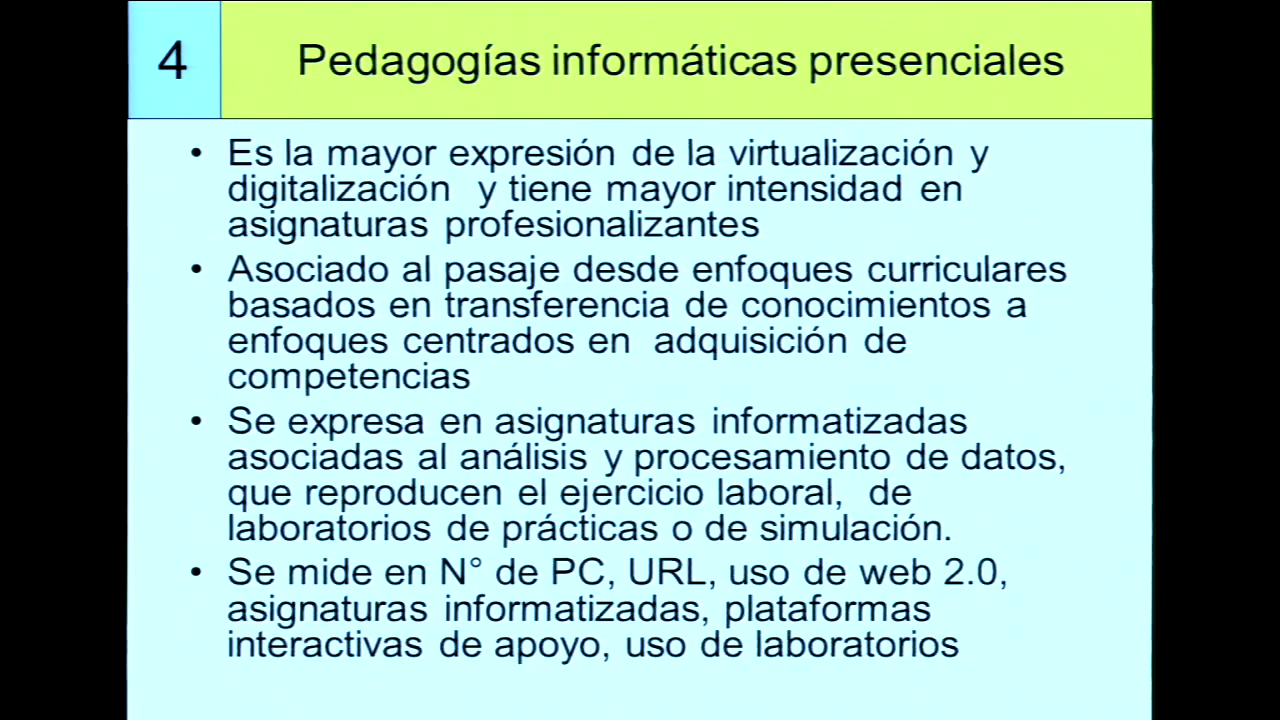 4
Pedagogías informáticas presenciales
• Es la mayor expresión de la virtualización y
digitalización y tiene mayor intensidad en
asignaturas profesionalizantes
• Asociado al pasaje desde enfoques curriculares
basados en transferencia de conocimientos a
enfoques centrados en adquisición de
competencias
• Se expresa en asignaturas informatizadas
asociadas al análisis y procesamiento de datos,
que reproducen el ejercicio laboral, de
laboratorios de prácticas o de simulación.
• Se mide en N° de PC, URL, uso de web 2.0,
asignaturas informatizadas, plataformas
interactivas de apoyo, uso de laboratorios